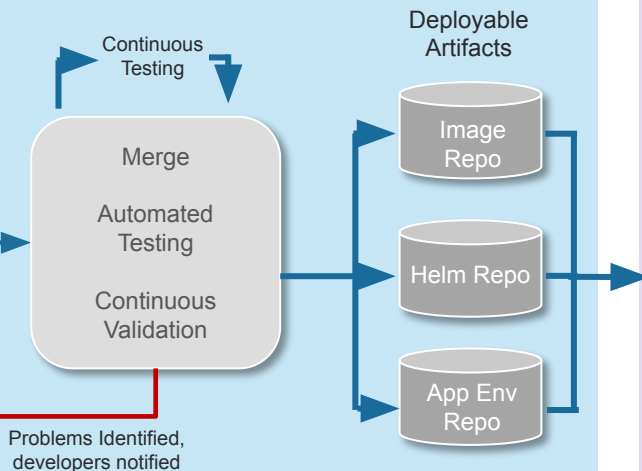 Continuous
Testing
Merge
Automated
Testing
Continuous
Validation
Problems Identified,
developers notified
Deployable
Artifacts
Image
Repo
Helm Repo
App Env
Repo